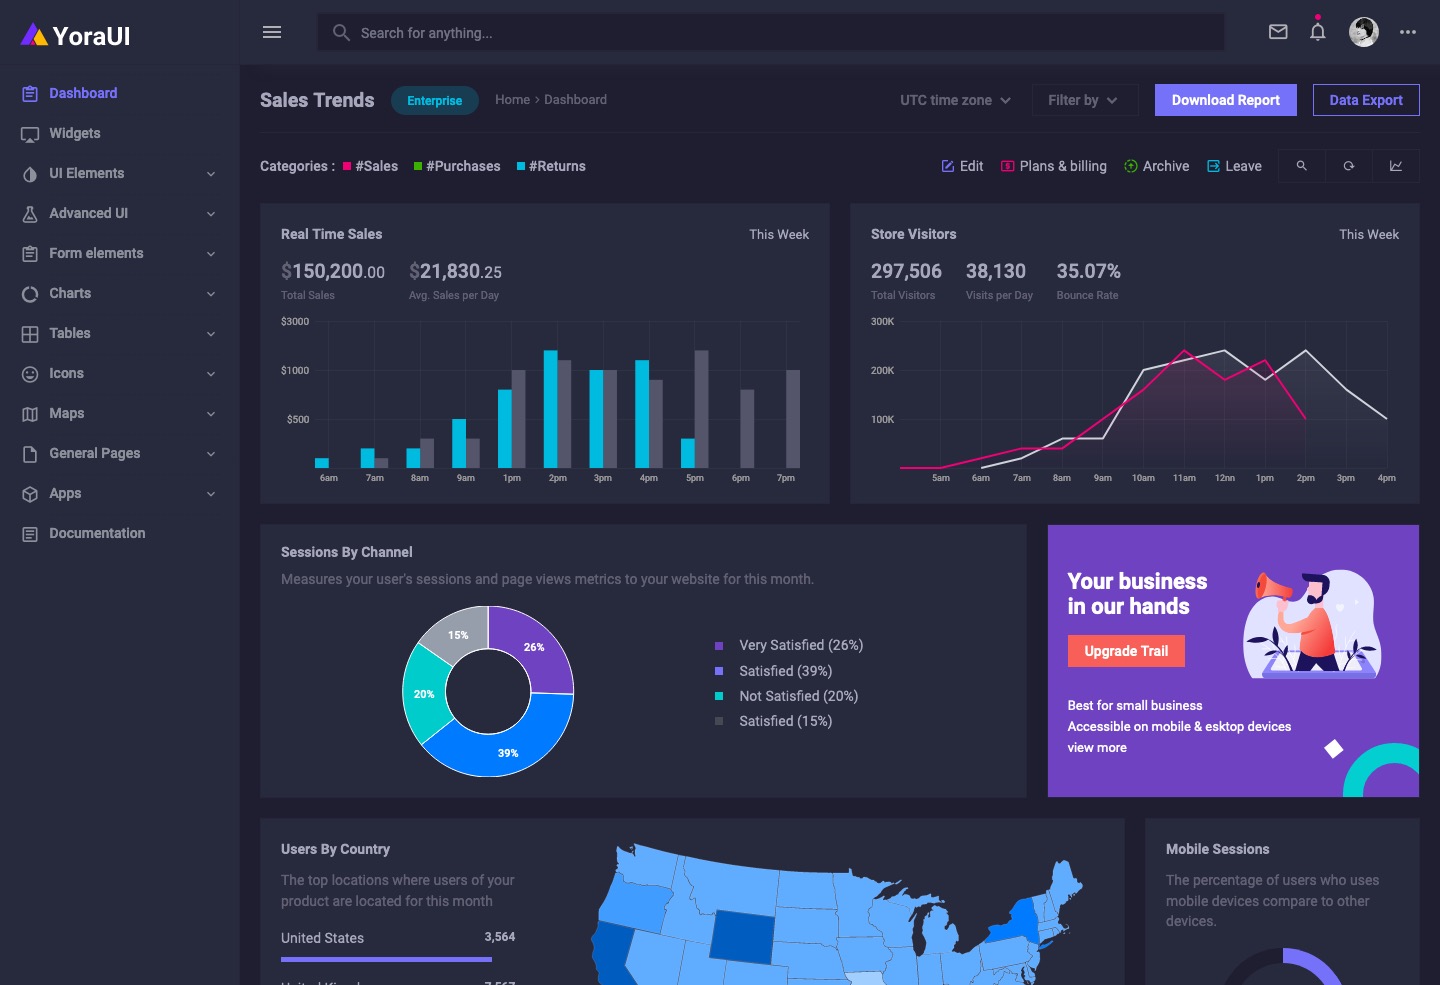 YoraUI
Search for anything...
Dashboard
Widgets
UI Elements
Advanced UI
Form elements
Charts
Tables
Icons
Maps
General Pages
Apps
Documentation
Sales Trends
Enterprise
Home > Dashboard
UTC time zone
Filter by
Download Report
Data Export
Categories : #Sales #Purchases #Returns
Edit
Plans & billing
Archive
Leave
Real Time Sales
This Week
$150,200.00
$21,830.25
Total Sales
Avg. Sales per Day
$3000
$1000
$500
6am 7am 8am 9am 1pm 2pm 3pm 4pm 5pm 6pm 7pm
Store Visitors
This Week
297,506
38,130
35.07%
Total Visitors
Visits per Day
Bounce Rate
300K
200K
100K
5am 6am 7am 8am 9am 10am 11am 12nn 1pm 2pm 3pm 4pm
Sessions By Channel
Measures your user's sessions and page views metrics to your website for this month.
15%
26%
20%
39%
Very Satisfied (26%)
Satisfied (39%)
Not Satisfied (20%)
Satisfied (15%)
Your business
in our hands
Upgrade Trail
Best for small business
Accessible on mobile & esktop devices
view more
Users By Country
The top locations where users of your
product are located for this month
United States
3,564
Mobile Sessions
The percentage of users who uses
mobile devices compare to other
devices.